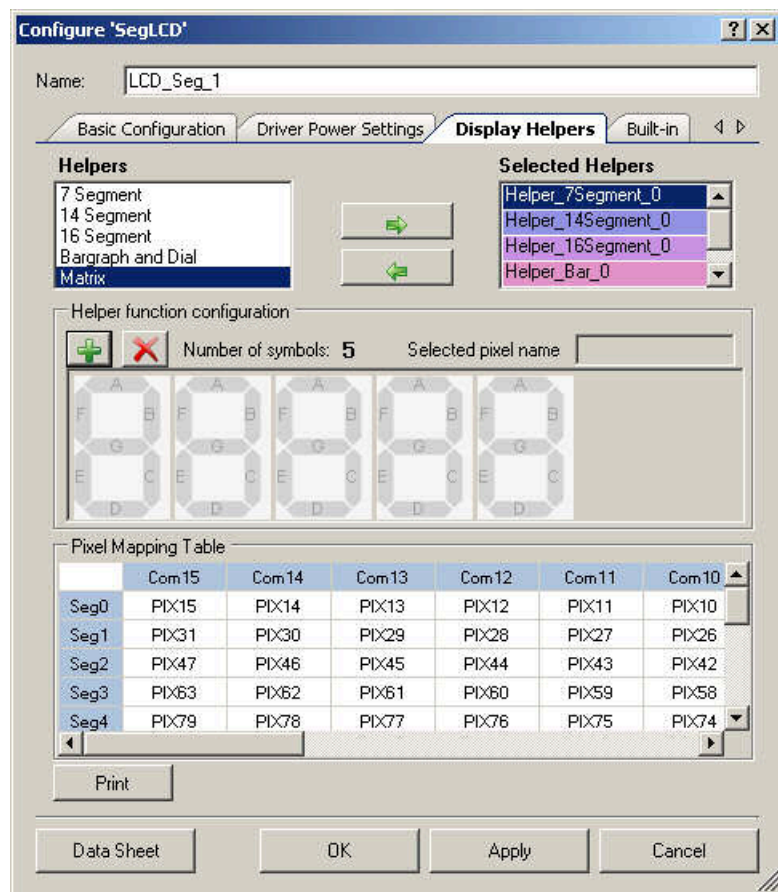 Configure 'SegLCD'
Name: LCD_Seg_1
Basic Configuration Driver Power Settings Display Helpers Built-in
Helpers Selected Helpers
7 Segment
14 Segment
16 Segment
Bargraph and Dial
Matrix
Helper_7Segment_0
Helper_14Segment_0
Helper_16Segment_0
Helper_Bar_0
Helper function configuration
Number of symbols: 5 Selected pixel name
A A A A A
F B F B F B F B F B
G G G G G
E C E C E C E C E C
D D D D D
Pixel Mapping Table
Com15 Com14 Com13 Com12 Com11 Com10
Seg0 PIX15 PIX14 PIX13 PIX12 PIX11 PIX10
Seg1 PIX31 PIX30 PIX29 PIX28 PIX27 PIX26
Seg2 PIX47 PIX46 PIX45 PIX44 PIX43 PIX42
Seg3 PIX63 PIX62 PIX61 PIX60 PIX59 PIX58
Seg4 PIX79 PIX78 PIX77 PIX76 PIX75 PIX74
Print
Data Sheet OK Apply Cancel